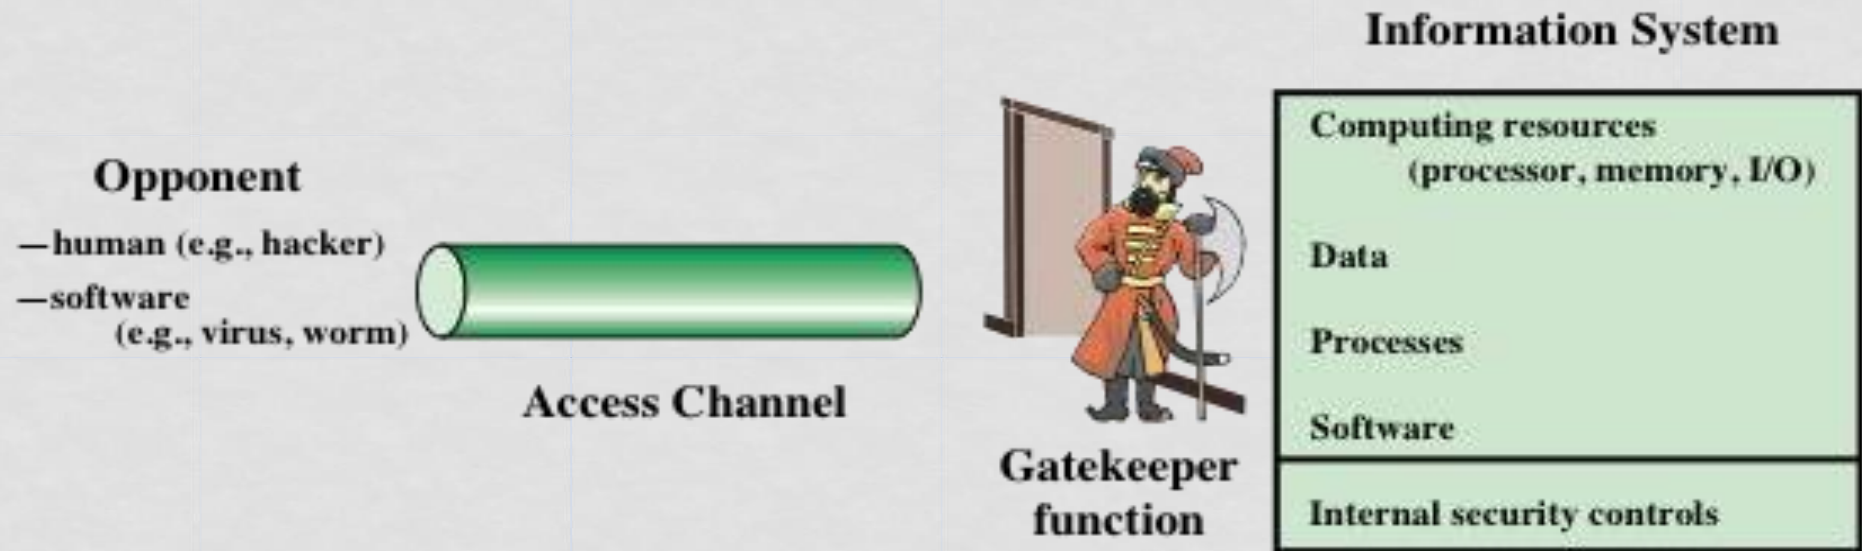 Information System
Opponent
—human (e.g., hacker)
—software
(e.g., virus, worm)
Access Channel
Gatekeeper
function
Computing resources
(processor, memory, I/O)
Data
Processes
Software
Internal security controls